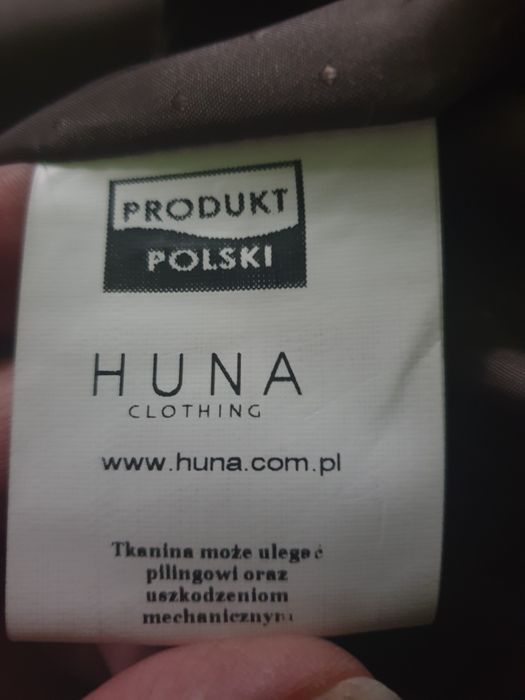 PRODUKT
POLSKI
HUNA
CLOTHING
www.huna.com.pl
Tkanina może ulegać
pilingowi oraz
uszkodzeniom
mechanicznym